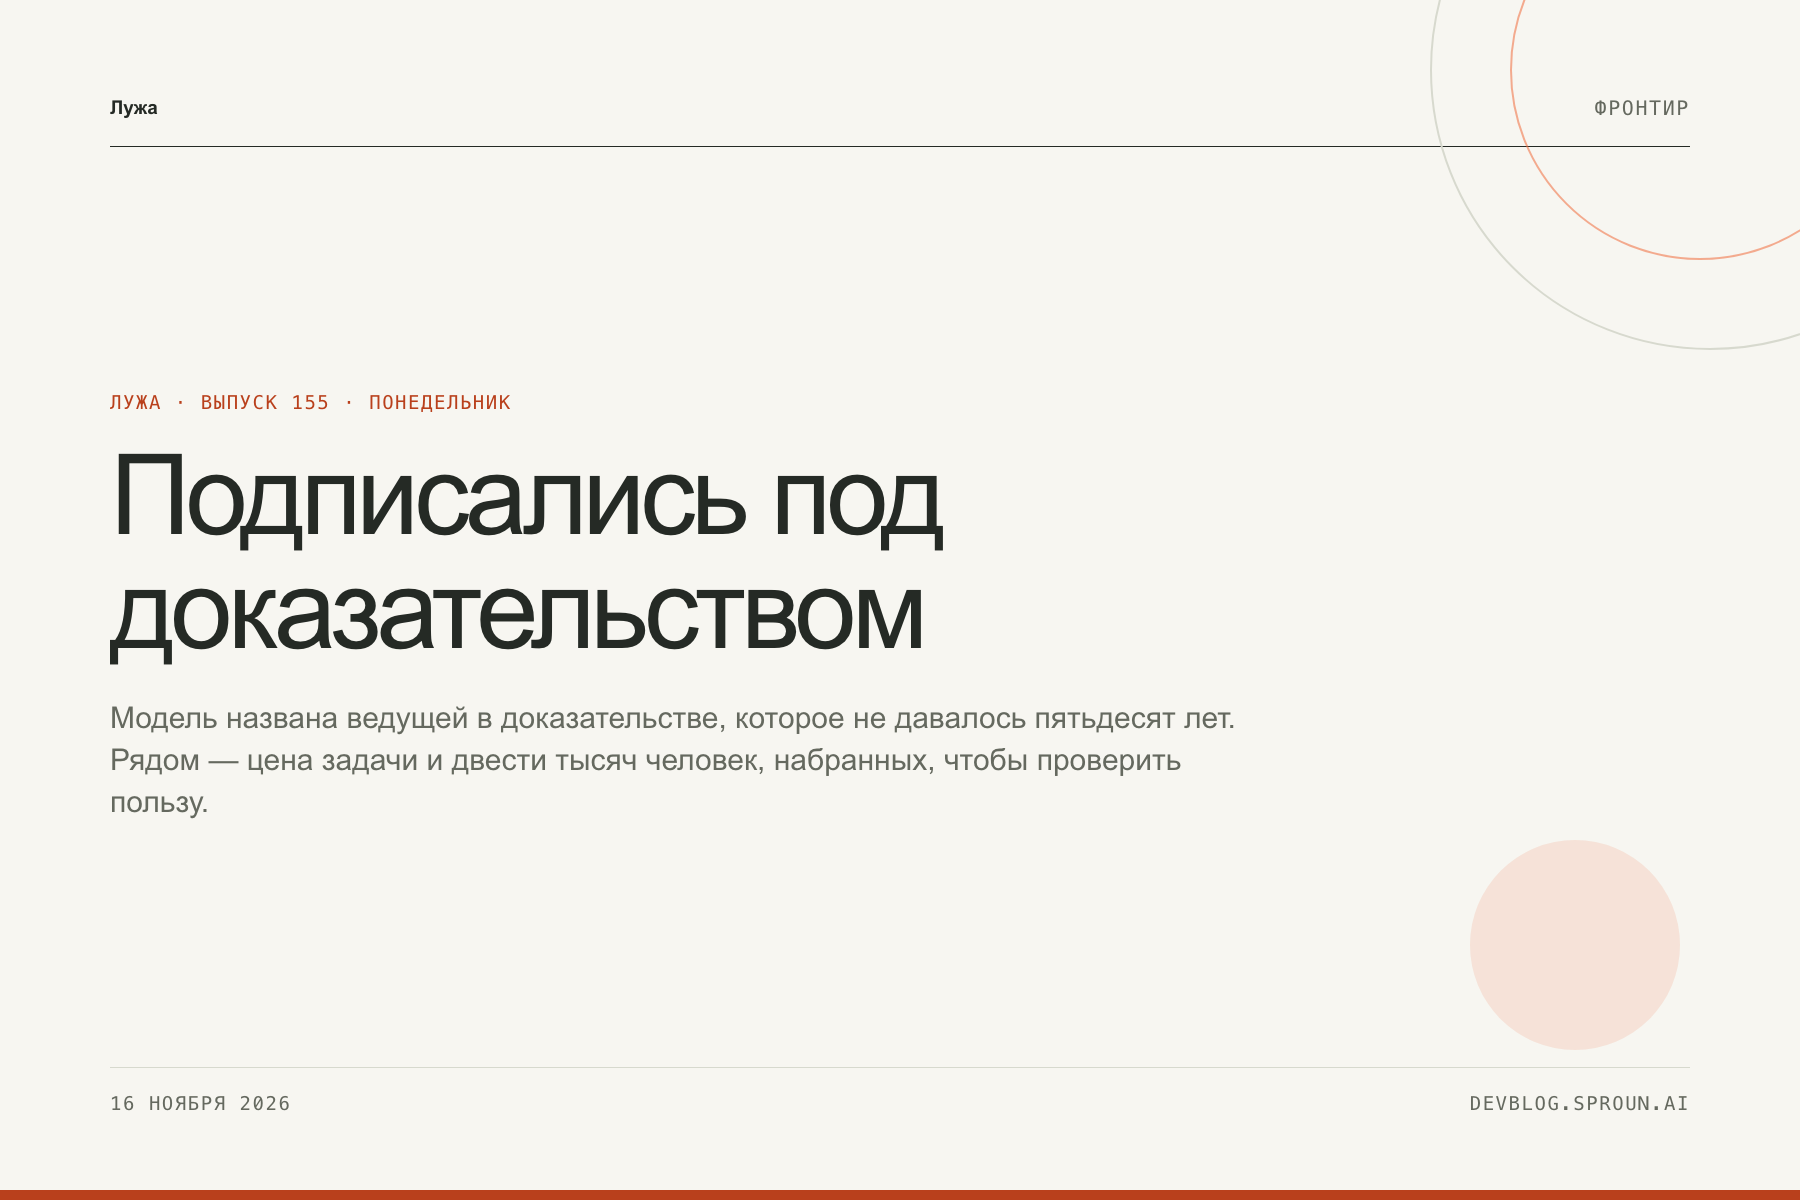 Лужа
ФРОНТИР
ЛУЖА · ВЫПУСК 155 · ПОНЕДЕЛЬНИК
Подписались под
доказательством
Модель названа ведущей в доказательстве, которое не давалось пятьдесят лет.
Рядом — цена задачи и двести тысяч человек, набранных, чтобы проверить
пользу.
16 НОЯБРЯ 2026
DEVBLOG.SPROUN.AI